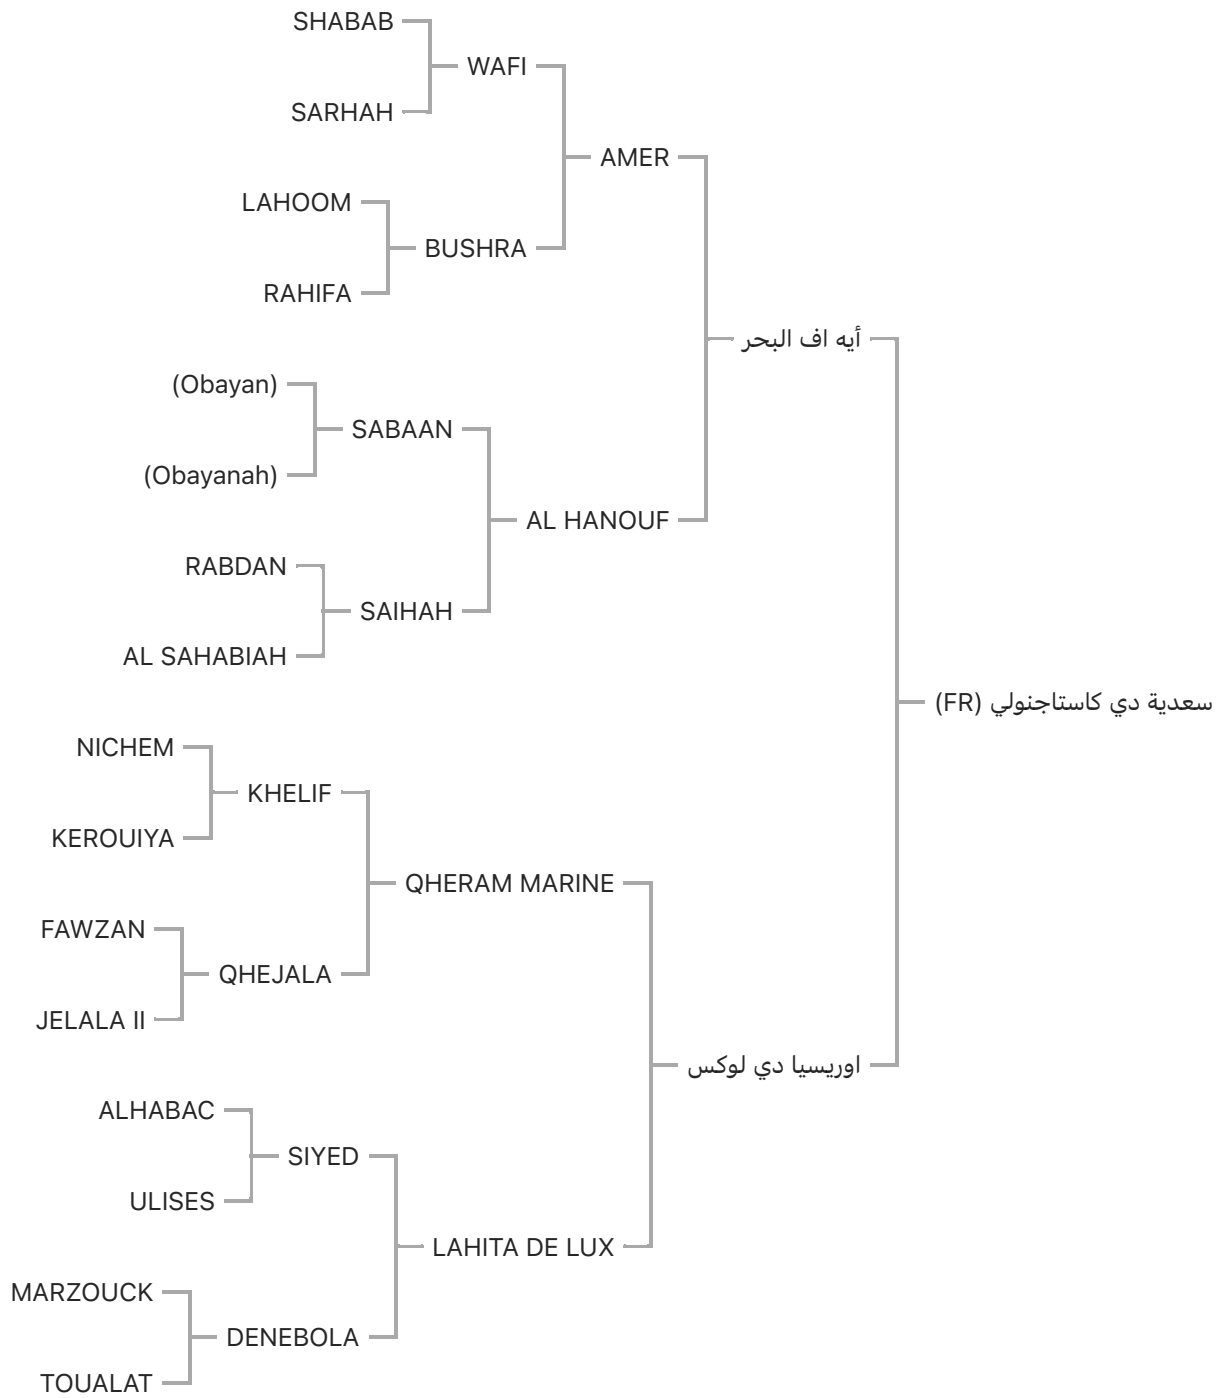 SHABAB
WAFI
SARHAH
AMER
LAHOOM
BUSHRA
RAHIFA
أيه اف البحر
(Obayan)
SABAAN
(Obayanah)
AL HANOUF
RABDAN
SAIHAH
AL SAHABIAH
سعدية دي كاستاجنولي (FR)
NICHEM
KHELIF
KEROUIYA
QHERAM MARINE
FAWZAN
QHEJALA
JELALA II
اوريسيا دي لوكس
ALHABAC
SIYED
ULISES
LAHITA DE LUX
MARZOUCK
DENEBOLA
TOUALAT